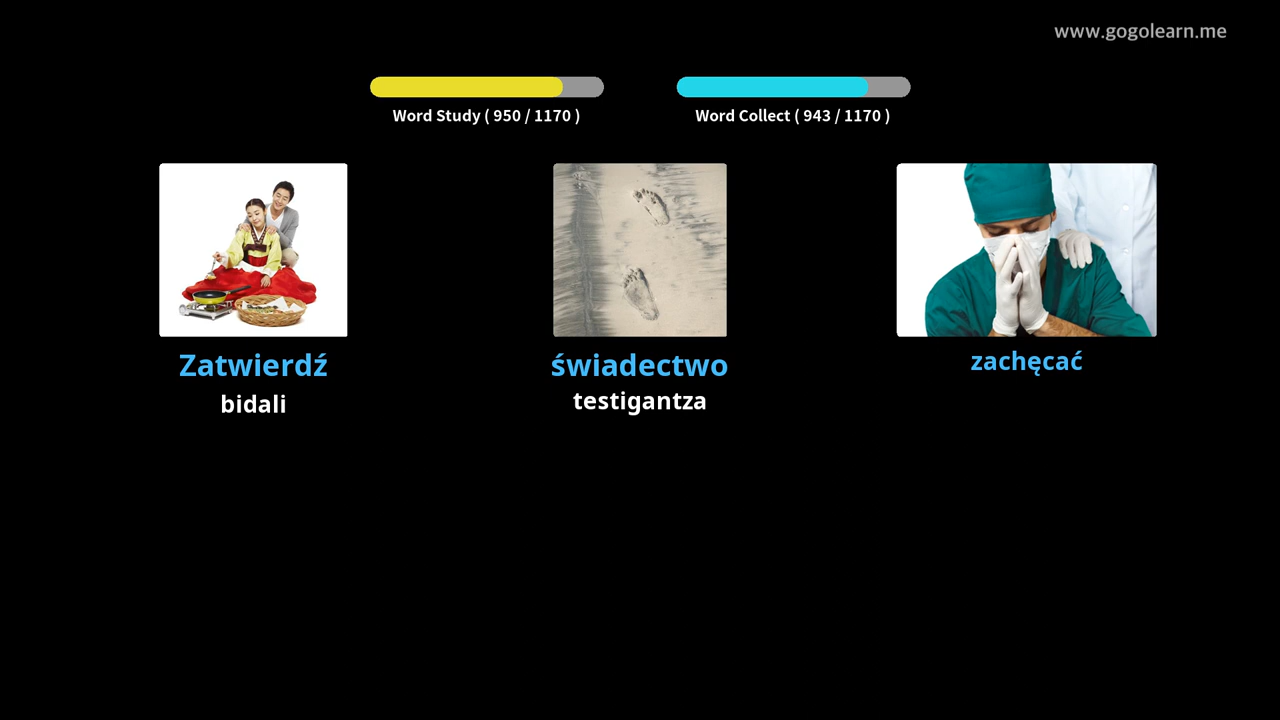 www.gogolearn.me
Word Study ( 950 / 1170 )
Word Collect ( 943 / 1170 )
Zatwierdź
bidali
świadectwo
testigantza
zachęcać